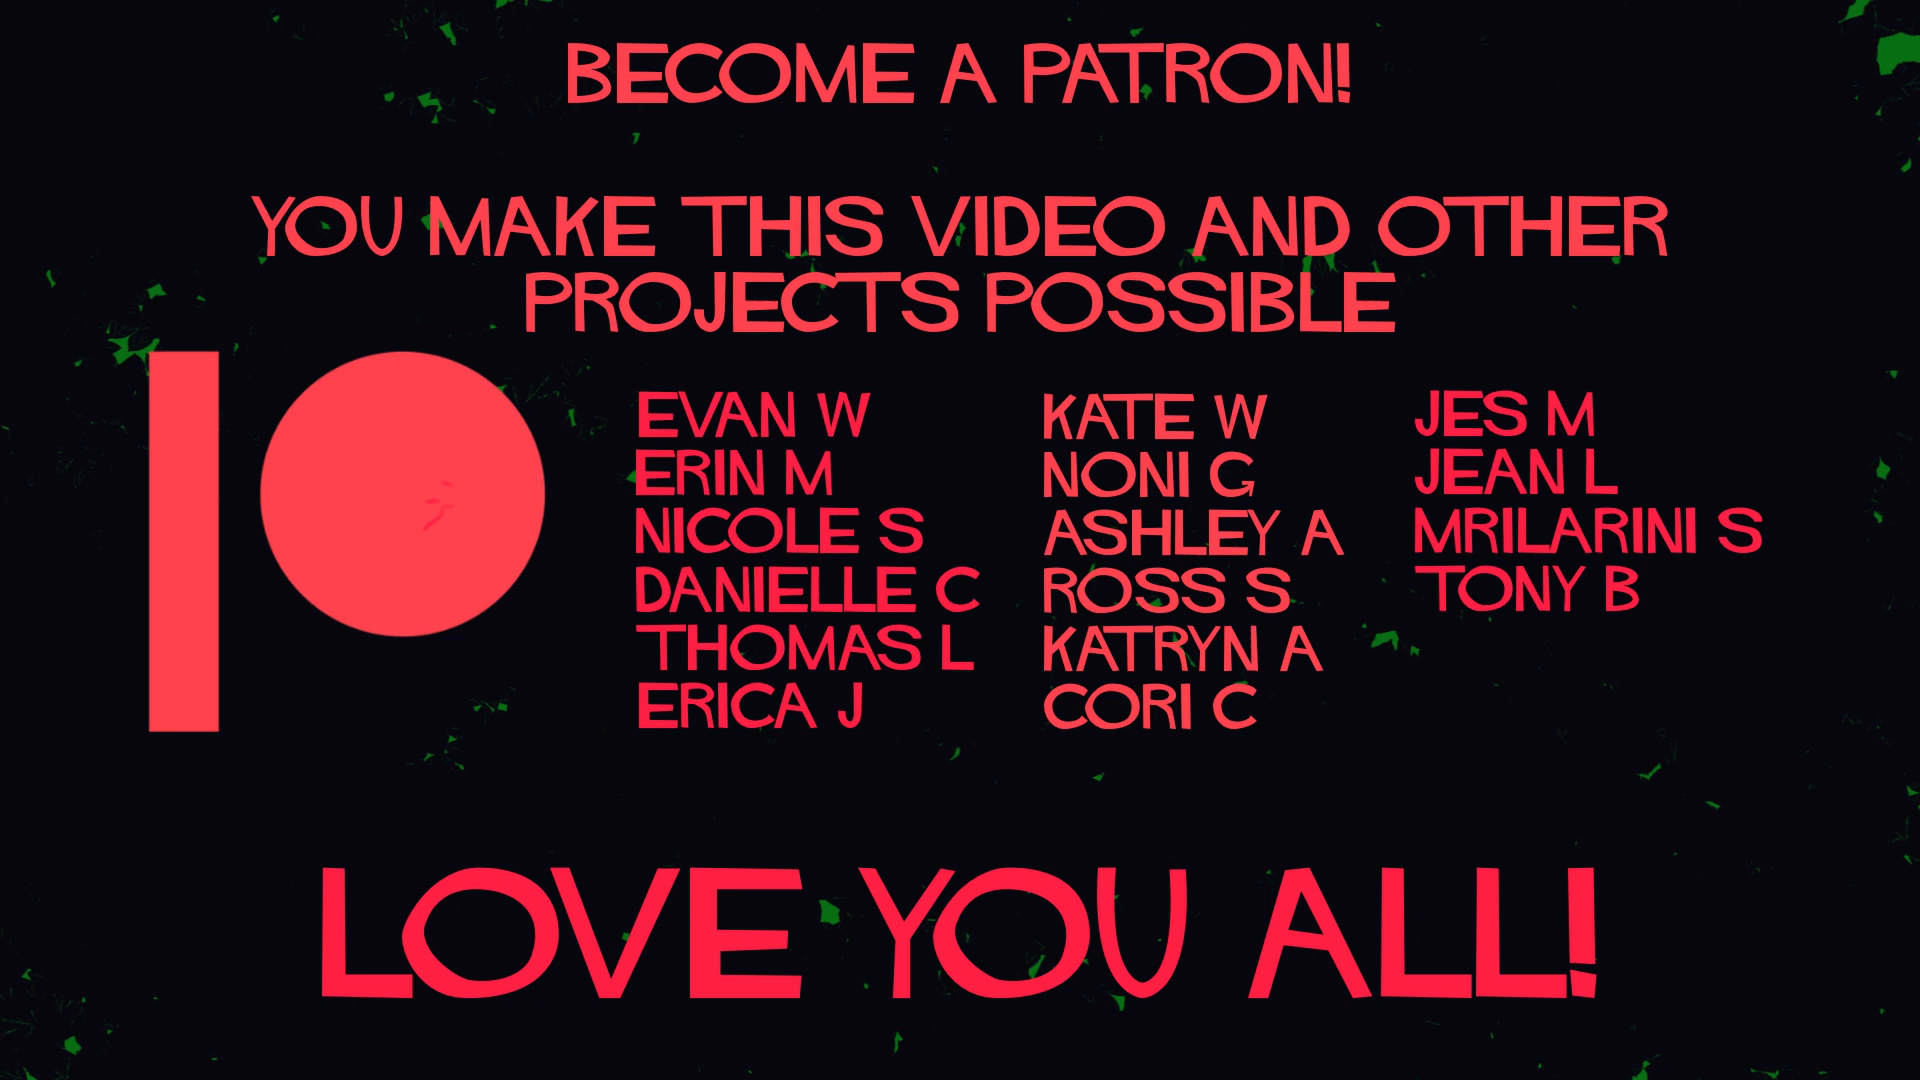 BECOME A PATRON!
YOU MAKE THIS VIDEO AND OTHER
PROJECTS POSSIBLE
EVAN W
ERIN M
NICOLE S
DANIELLE C
THOMAS L
ERICA J
KATE W
NONI G
ASHLEY A
ROSS S
KATRYN A
CORI C
JES M
JEAN L
MRILARINI S
TONY B
LOVE YOU ALL!